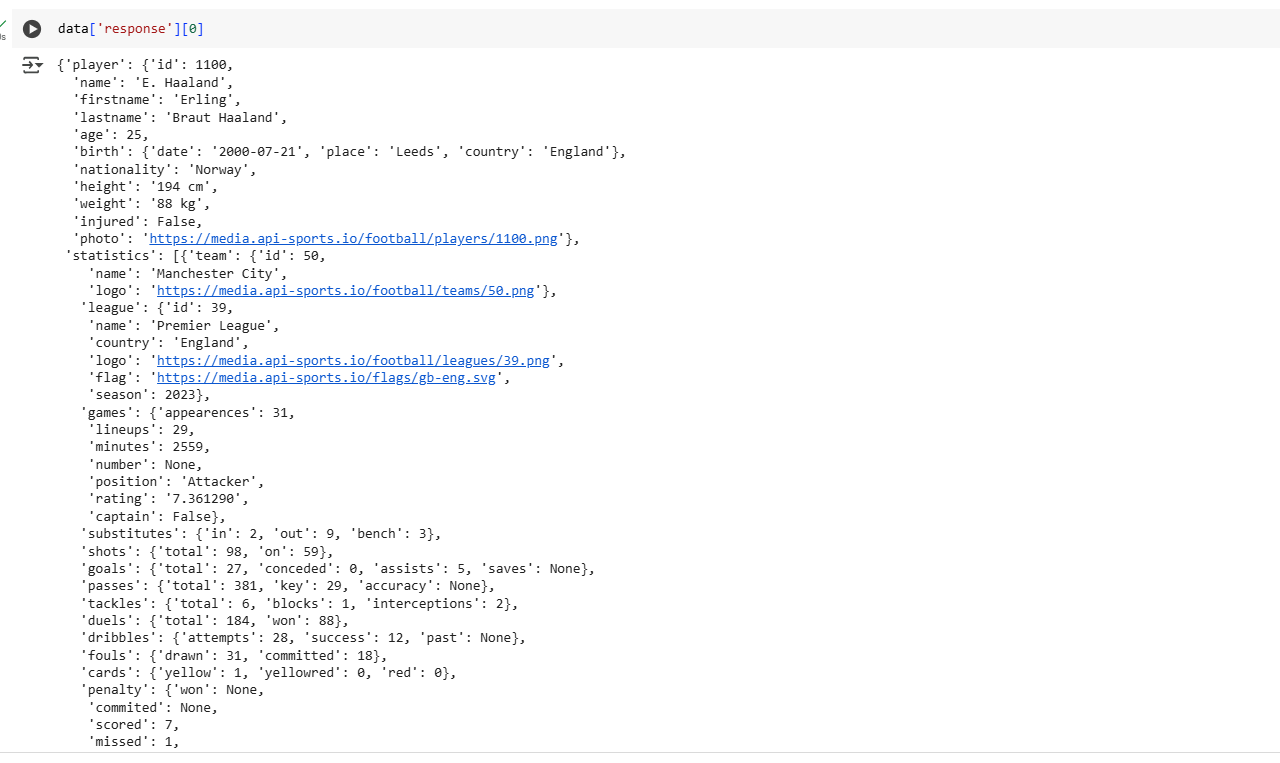 data['response'][0]
{'player': {'id': 1100,
'name': 'E. Haaland',
'firstname': 'Erling',
'lastname': 'Braut Haaland',
'age': 25,
'birth': {'date': '2000-07-21', 'place': 'Leeds', 'country': 'England'},
'nationality': 'Norway',
'height': '194 cm',
'weight': '88 kg',
'injured': False,
'photo': 'https://media.api-sports.io/football/players/1100.png'},
'statistics': [{'team': {'id': 50,
'name': 'Manchester City',
'logo': 'https://media.api-sports.io/football/teams/50.png'},
'league': {'id': 39,
'name': 'Premier League',
'country': 'England',
'logo': 'https://media.api-sports.io/football/leagues/39.png',
'flag': 'https://media.api-sports.io/flags/gb-eng.svg',
'season': 2023},
'games': {'appearences': 31,
'lineups': 29,
'minutes': 2559,
'number': None,
'position': 'Attacker',
'rating': '7.361290',
'captain': False},
'substitutes': {'in': 2, 'out': 9, 'bench': 3},
'shots': {'total': 98, 'on': 59},
'goals': {'total': 27, 'conceded': 0, 'assists': 5, 'saves': None},
'passes': {'total': 381, 'key': 29, 'accuracy': None},
'tackles': {'total': 6, 'blocks': 1, 'interceptions': 2},
'duels': {'total': 184, 'won': 88},
'dribbles': {'attempts': 28, 'success': 12, 'past': None},
'fouls': {'drawn': 31, 'committed': 18},
'cards': {'yellow': 1, 'yellowred': 0, 'red': 0},
'penalty': {'won': None,
'commited': None,
'scored': 7,
'missed': 1,